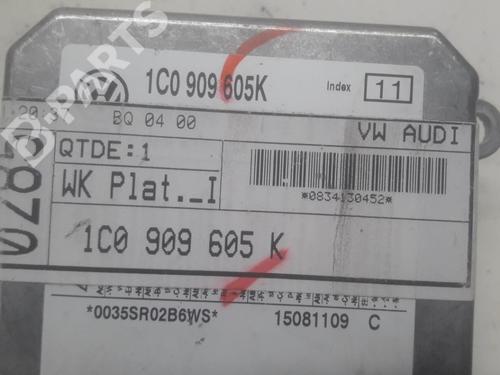 B-PARTS
1C0 909 605K Index 11
BQ 04 00 VW AUDI
QTDE:1
WK Plat._I
*0834130452*
1C0 909 605 K
*0035SR02B6WS* 15081109 C